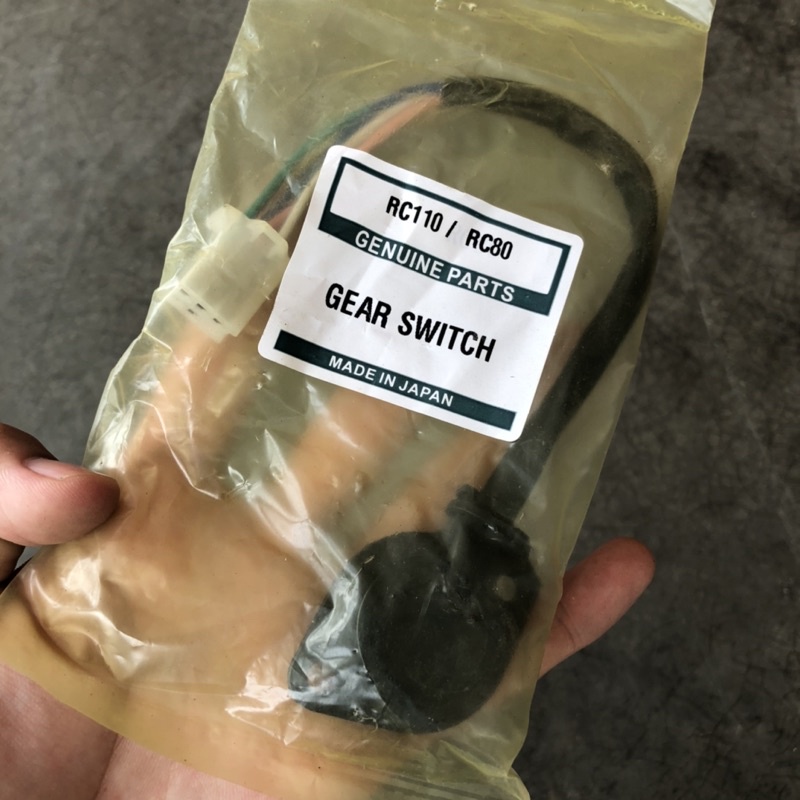 RC110 / RC80
GENUINE PARTS
GEAR SWITCH
MADE IN JAPAN